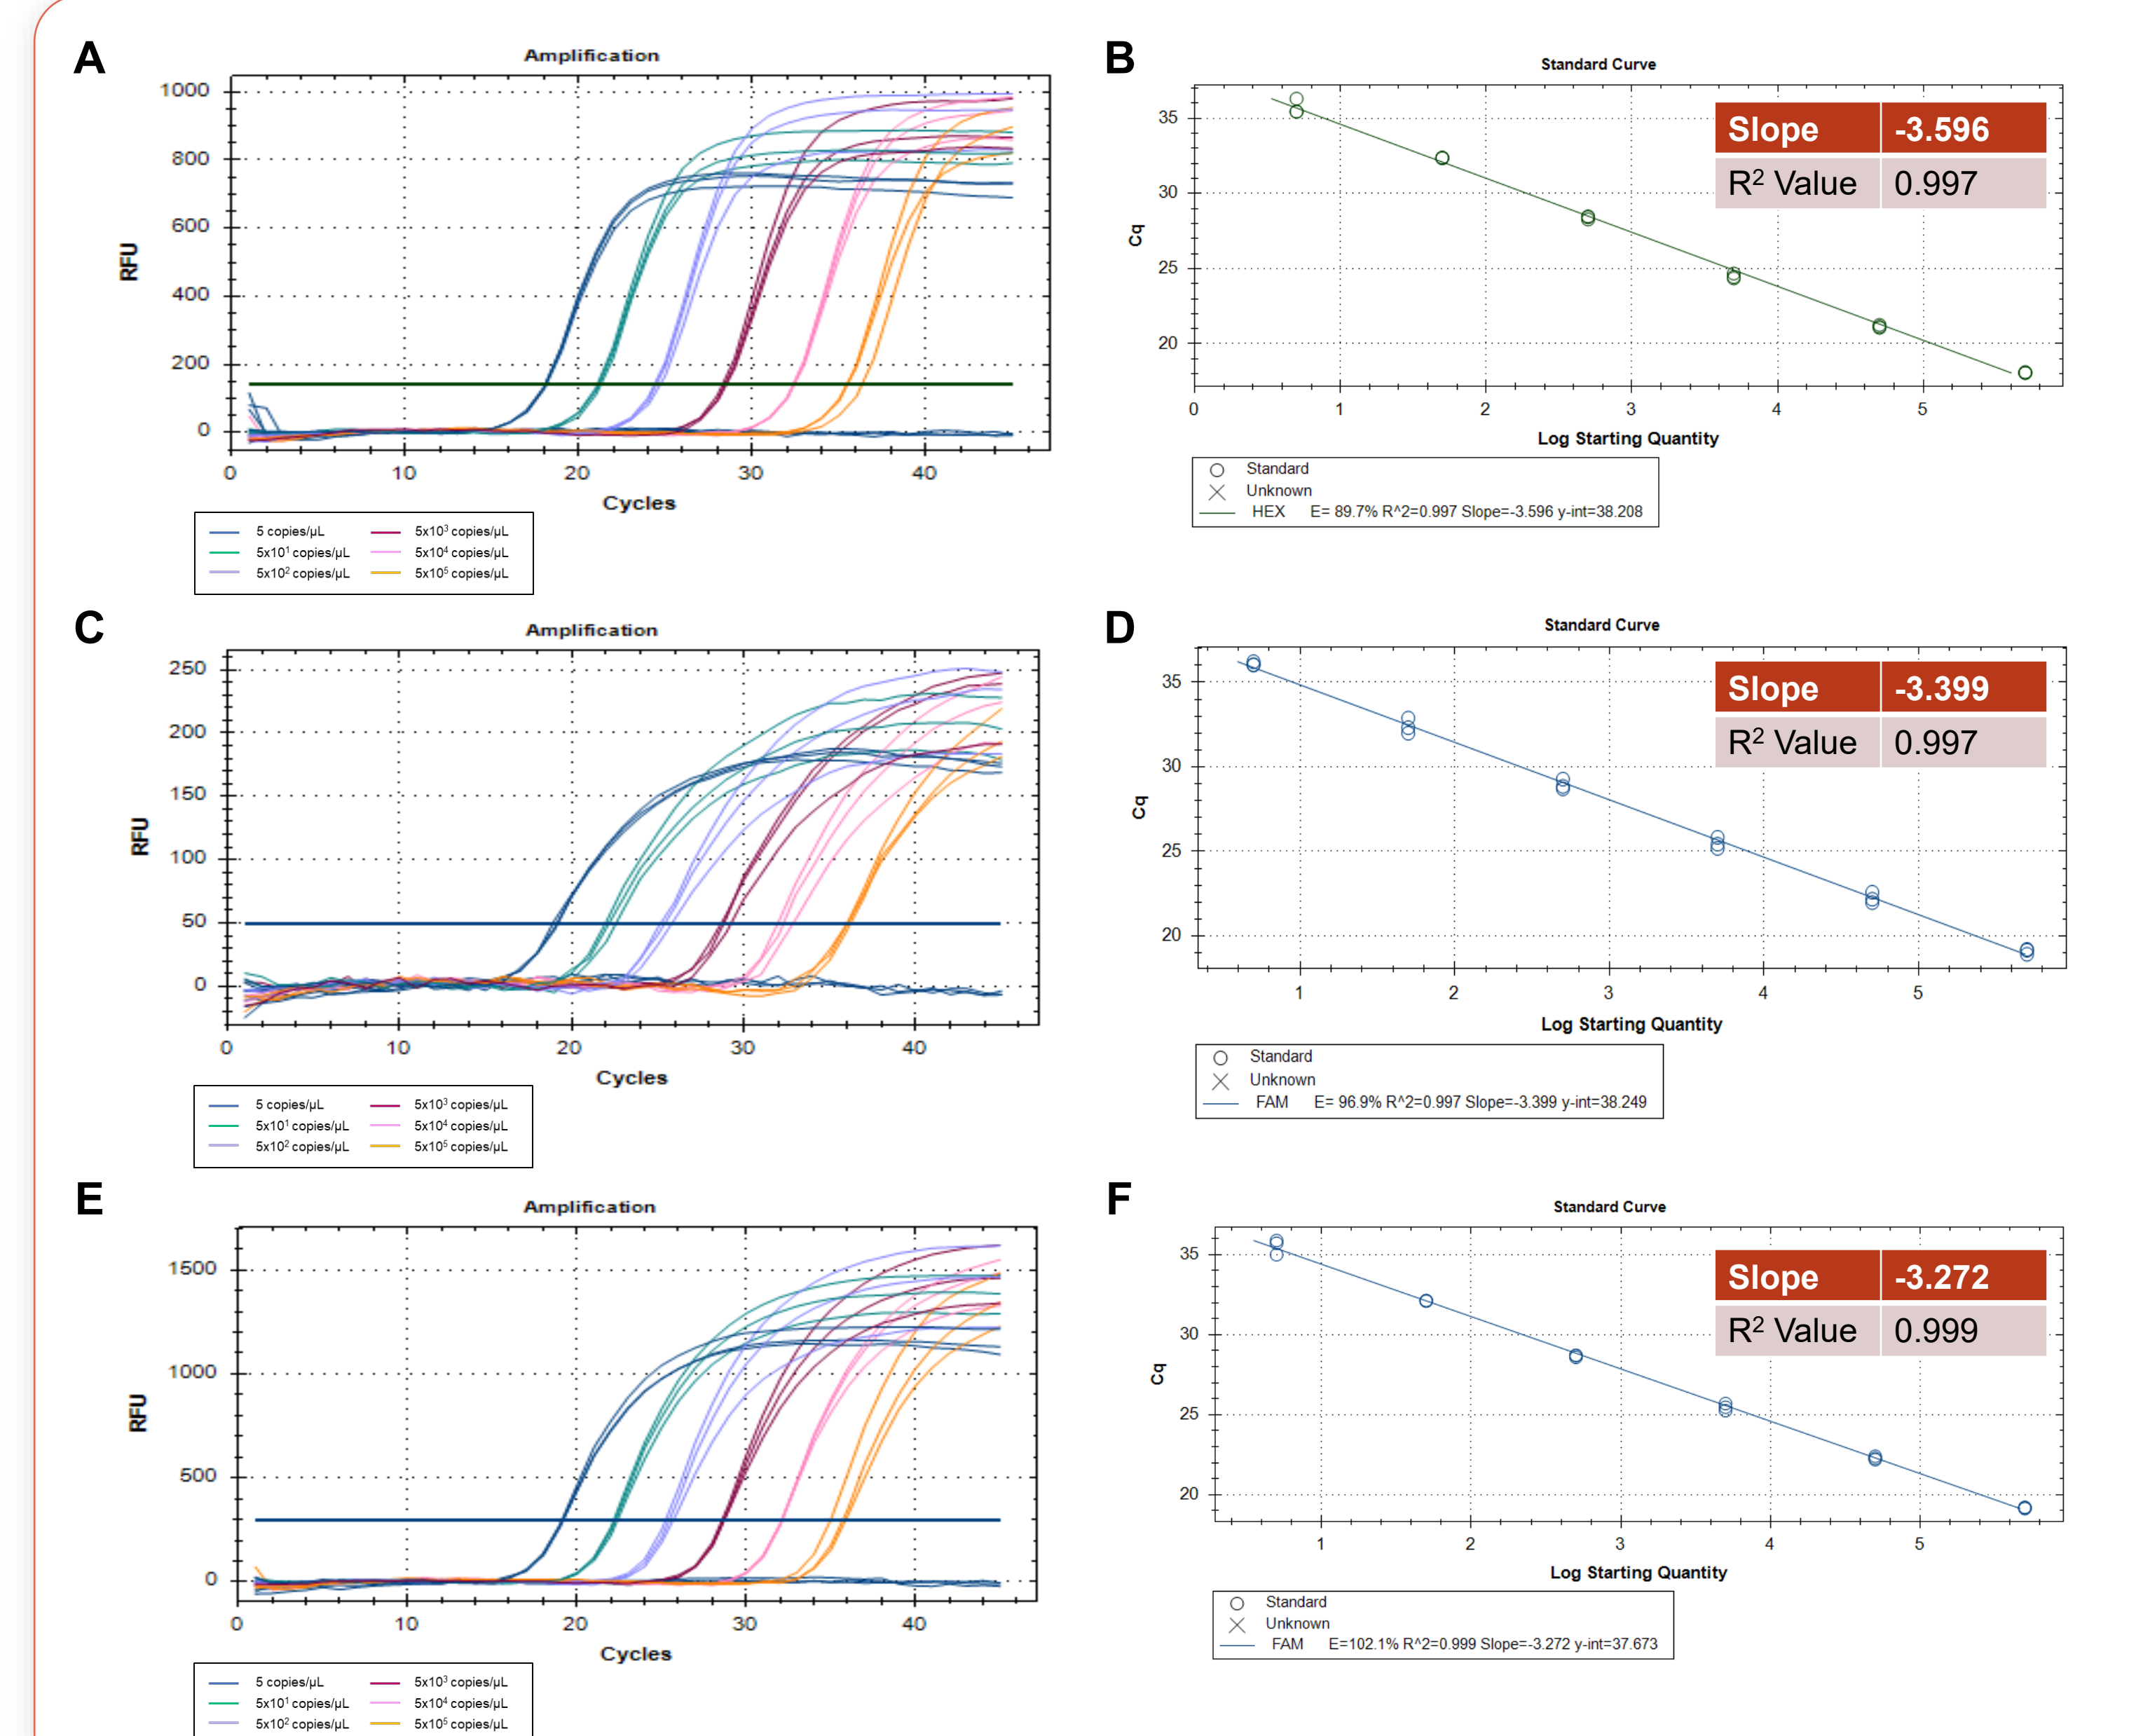 A
Amplification
RFU
1000
800
600
400
200
0
0 10 20 30 40
Cycles
5 copies/µL 5x10³ copies/µL
5x10¹ copies/µL 5x10⁴ copies/µL
5x10² copies/µL 5x10⁵ copies/µL
B
Standard Curve
Slope -3.596
R² Value 0.997
Cq
35
30
25
20
0 1 2 3 4 5
Log Starting Quantity
Standard
Unknown
HEX E= 89.7% R^2=0.997 Slope=-3.596 y-int=38.208
C
Amplification
RFU
250
200
150
100
50
0
0 10 20 30 40
Cycles
5 copies/µL 5x10³ copies/µL
5x10¹ copies/µL 5x10⁴ copies/µL
5x10² copies/µL 5x10⁵ copies/µL
D
Standard Curve
Slope -3.399
R² Value 0.997
Cq
35
30
25
20
1 2 3 4 5
Log Starting Quantity
Standard
Unknown
FAM E= 96.9% R^2=0.997 Slope=-3.399 y-int=38.249
E
Amplification
RFU
1500
1000
500
0
0 10 20 30 40
Cycles
5 copies/µL 5x10³ copies/µL
5x10¹ copies/µL 5x10⁴ copies/µL
5x10² copies/µL 5x10⁵ copies/µL
F
Standard Curve
Slope -3.272
R² Value 0.999
Cq
35
30
25
20
1 2 3 4 5
Log Starting Quantity
Standard
Unknown
FAM E=102.1% R^2=0.999 Slope=-3.272 y-int=37.673